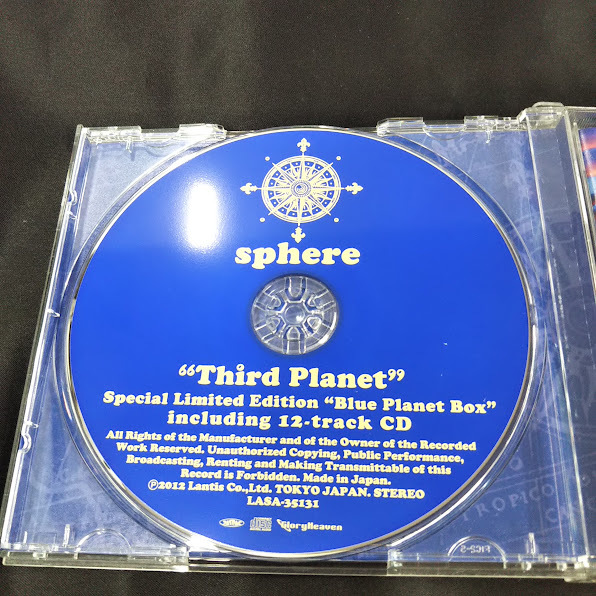 sphere
“Third Planet”
Special Limited Edition “Blue Planet Box”
including 12-track CD
All Rights of the Manufacturer and of the Owner of the Recorded
Work Reserved. Unauthorized Copying, Public Performance,
Broadcasting, Renting and Making Transmittable of this
Record is Forbidden. Made in Japan.
Ⓟ2012 Lantis Co.,Ltd. TOKYO JAPAN. STEREO
LASA-35131
GloryHeaven